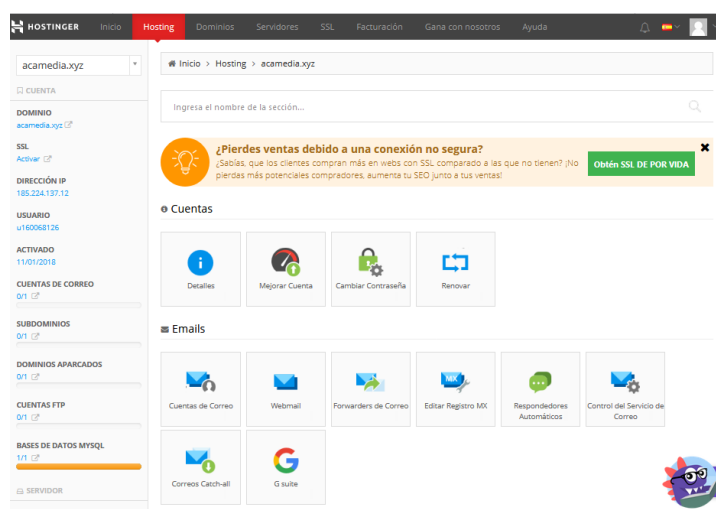 HOSTINGER Inicio Hosting Dominios Servidores SSL Facturación Gana con nosotros Ayuda
acamedia.xyz
Inicio > Hosting > acamedia.xyz
CUENTA
DOMINIO
acamedia.xyz
SSL
Activar
DIRECCIÓN IP
185.224.137.12
USUARIO
u160068126
ACTIVADO
11/01/2018
CUENTAS DE CORREO
0/1
SUBDOMINIOS
0/1
DOMINIOS APARCADOS
0/1
CUENTAS FTP
0/1
BASES DE DATOS MYSQL
1/1
SERVIDOR
Ingresa el nombre de la sección...
¿Pierdes ventas debido a una conexión no segura?
¿Sabías, que los clientes compran más en webs con SSL comparado a las que no tienen? ¡No
pierdas más potenciales compradores, aumenta tu SEO junto a tus ventas!
Obtén SSL DE POR VIDA
Cuentas
Detalles
Mejorar Cuenta
Cambiar Contraseña
Renovar
Emails
Cuentas de Correo
Webmail
Forwarders de Correo
MX
Editar Registro MX
Respondedores
Automáticos
Control del Servicio de
Correo
Correos Catch-all
G suite